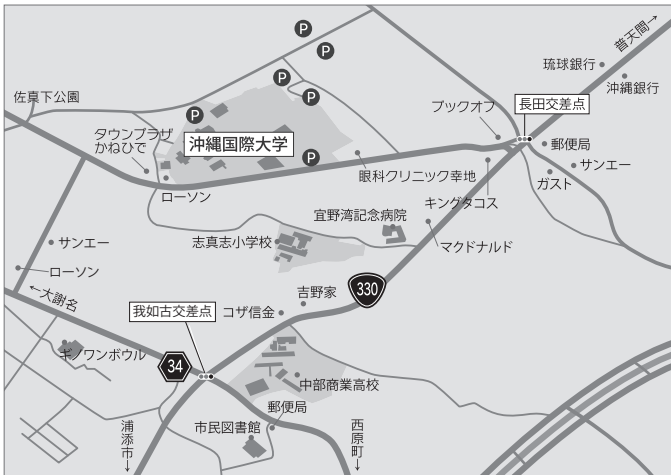 P
P
普天間→
琉球銀行
沖縄銀行
佐真下公園
P
P
ブックオフ
長田交差点
P
タウンプラザ
かねひで
沖縄国際大学
郵便局
P
サンエー
眼科クリニック幸地
ガスト
ローソン
キングタコス
宜野湾記念病院
志真志小学校
サンエー
マクドナルド
ローソン
330
←大謝名
吉野家
我如古交差点
コザ信金
ギノワンボウル
34
中部商業高校
郵便局
市民図書館
浦添市→
西原町→